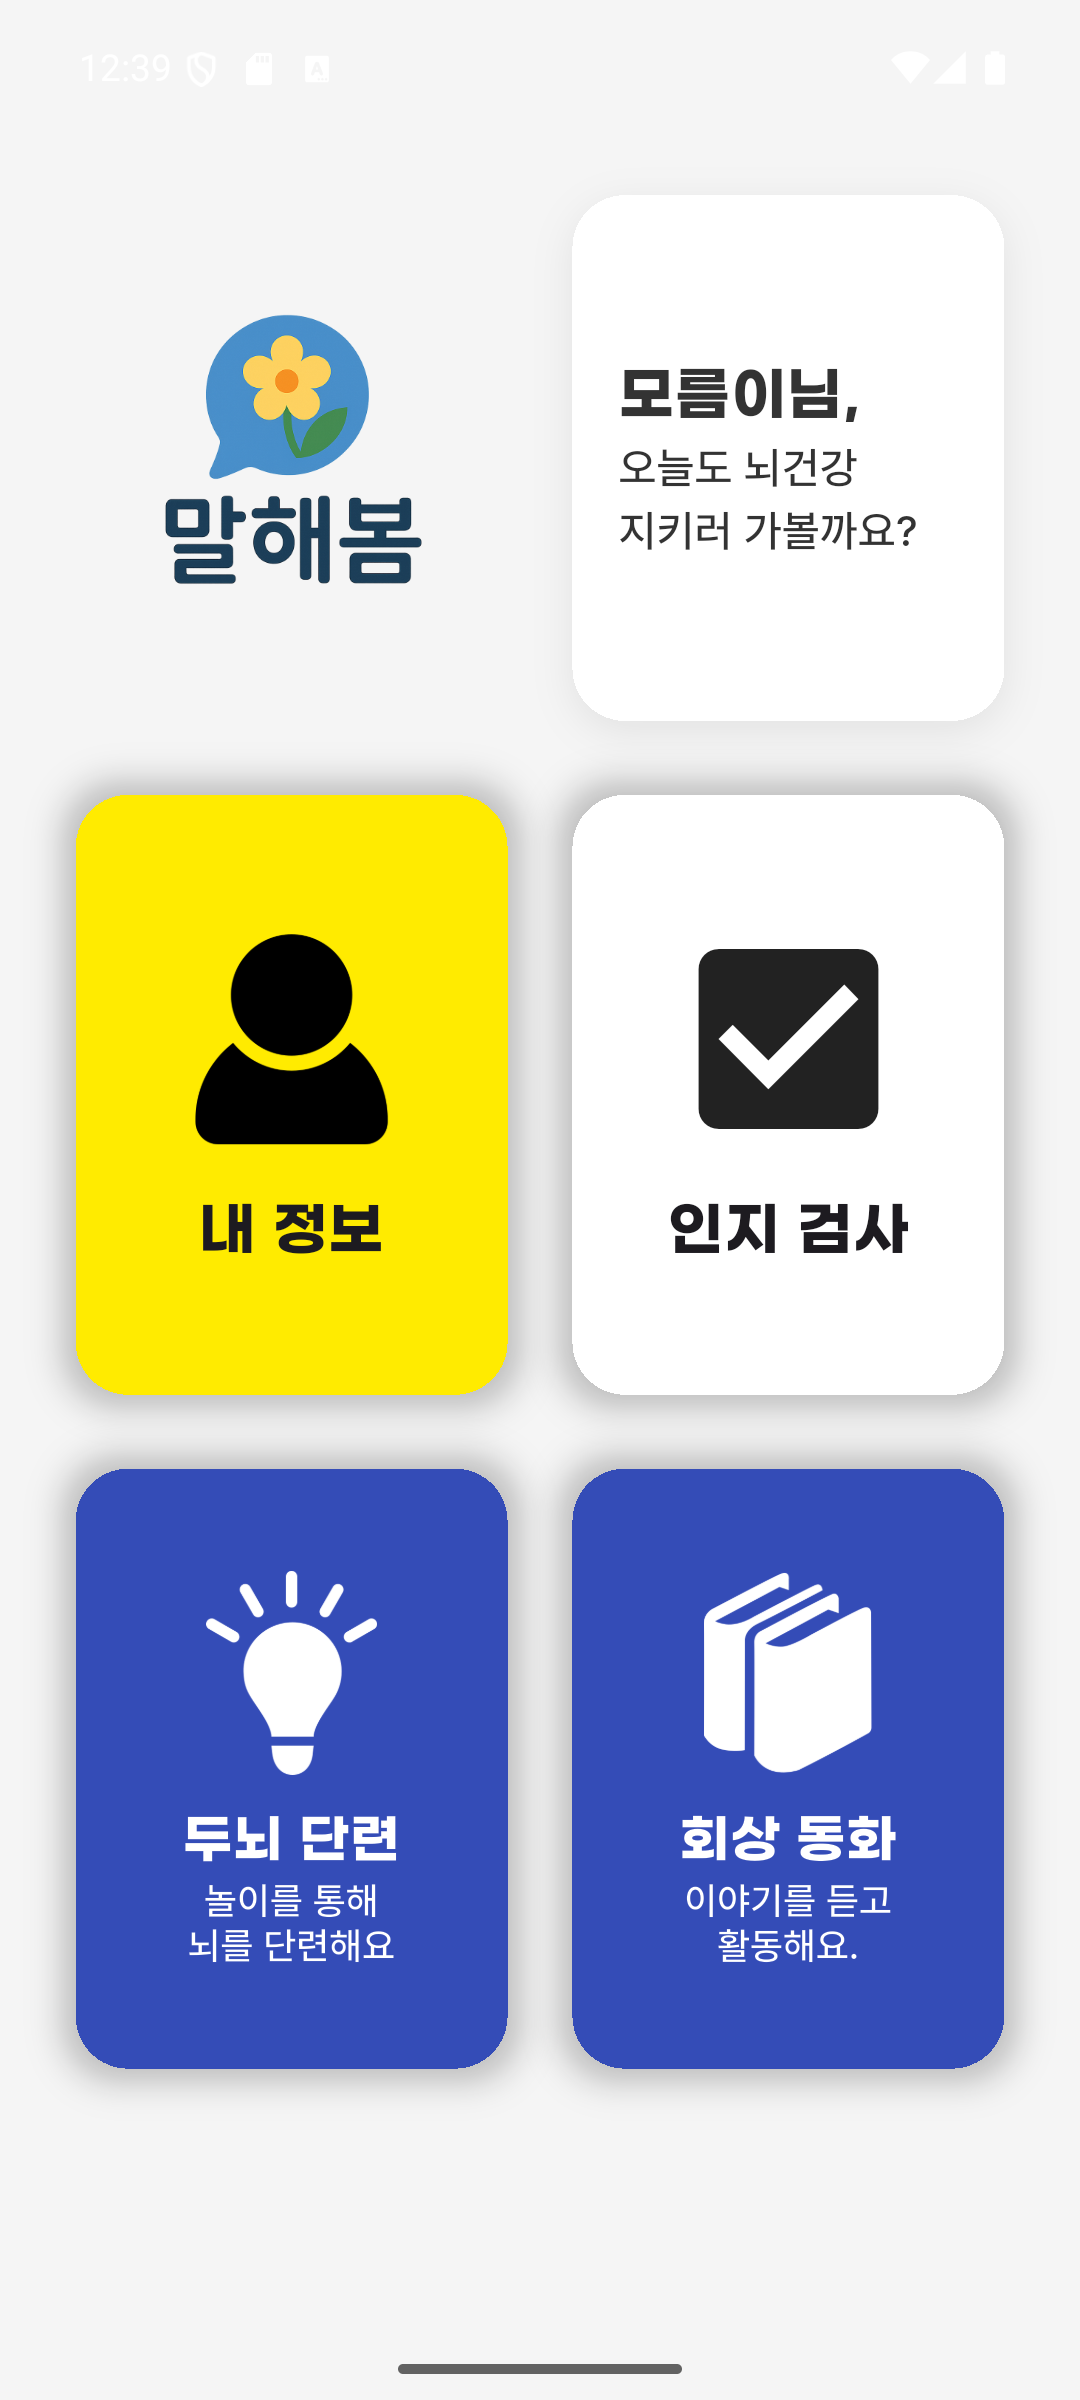 12:39
말해봄
모름이님,
오늘도 뇌건강
지키러 가볼까요?
내 정보
인지 검사
두뇌 단련
놀이를 통해
뇌를 단련해요
회상 동화
이야기를 듣고
활동해요.